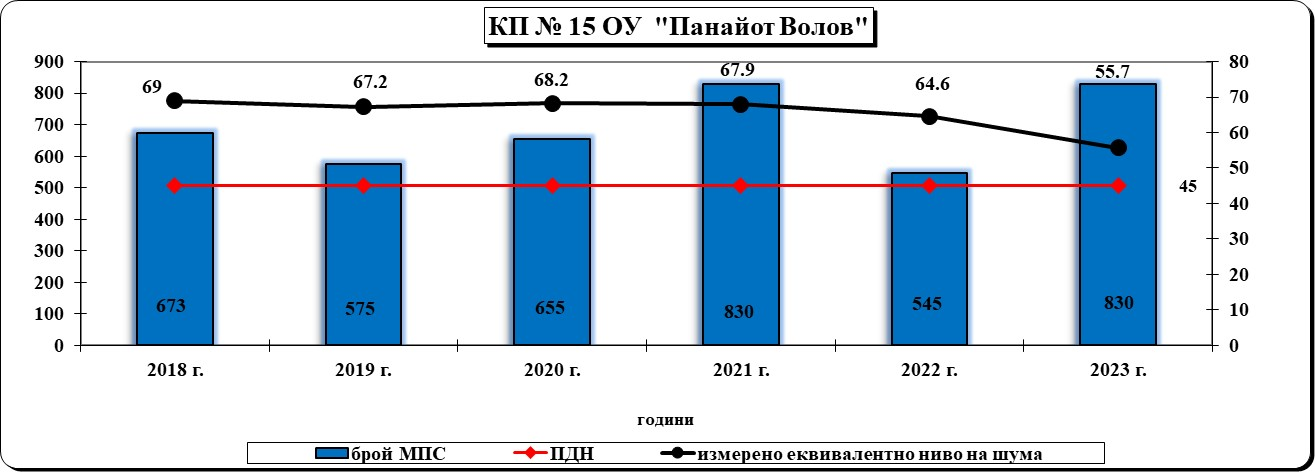 КП № 15 ОУ "Панайот Волов"
900
800
700
600
500
400
300
200
100
0
80
70
60
50
40
30
20
10
0
69
67.2
68.2
67.9
64.6
55.7
45
673
575
655
830
545
830
2018 г.
2019 г.
2020 г.
2021 г.
2022 г.
2023 г.
години
брой МПС
ПДН
измерено еквивалентно ниво на шума